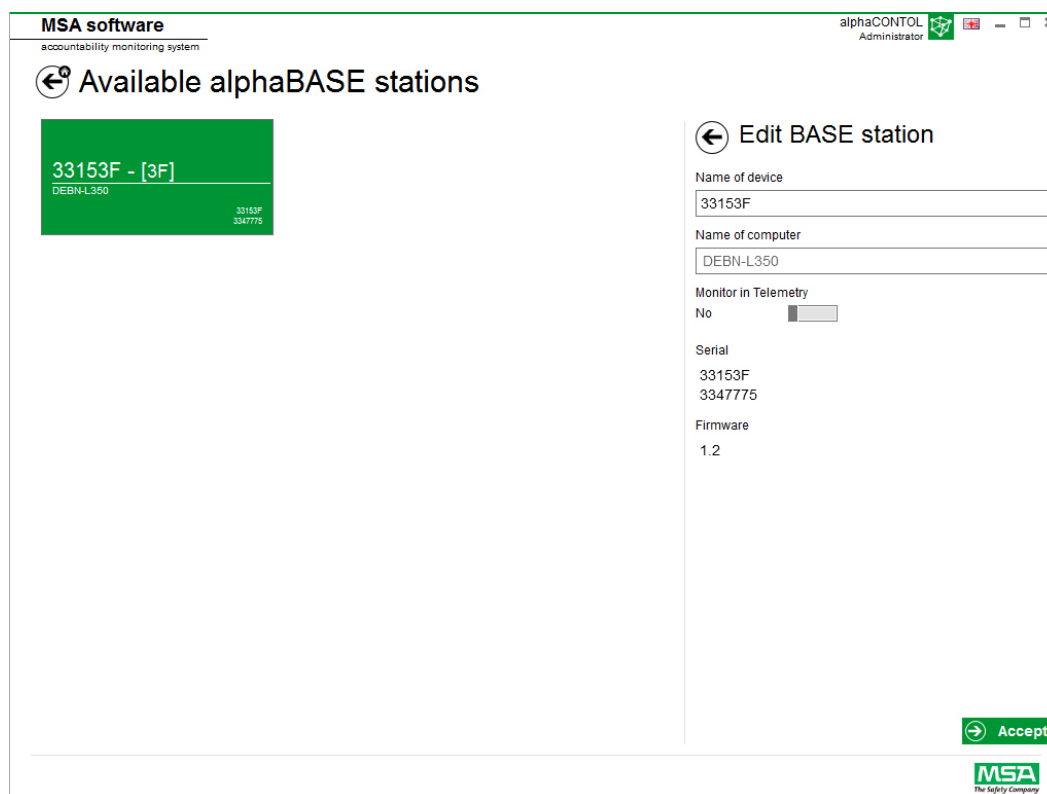 MSA software
accountability monitoring system
alphaCONTOL
Administrator
Available alphaBASE stations
33153F - [3F]
DEBN-L350
33153F
3347775
Edit BASE station
Name of device
33153F
Name of computer
DEBN-L350
Monitor in Telemetry
No
Serial
33153F
3347775
Firmware
1.2
Accept
MSA
The Safety Company